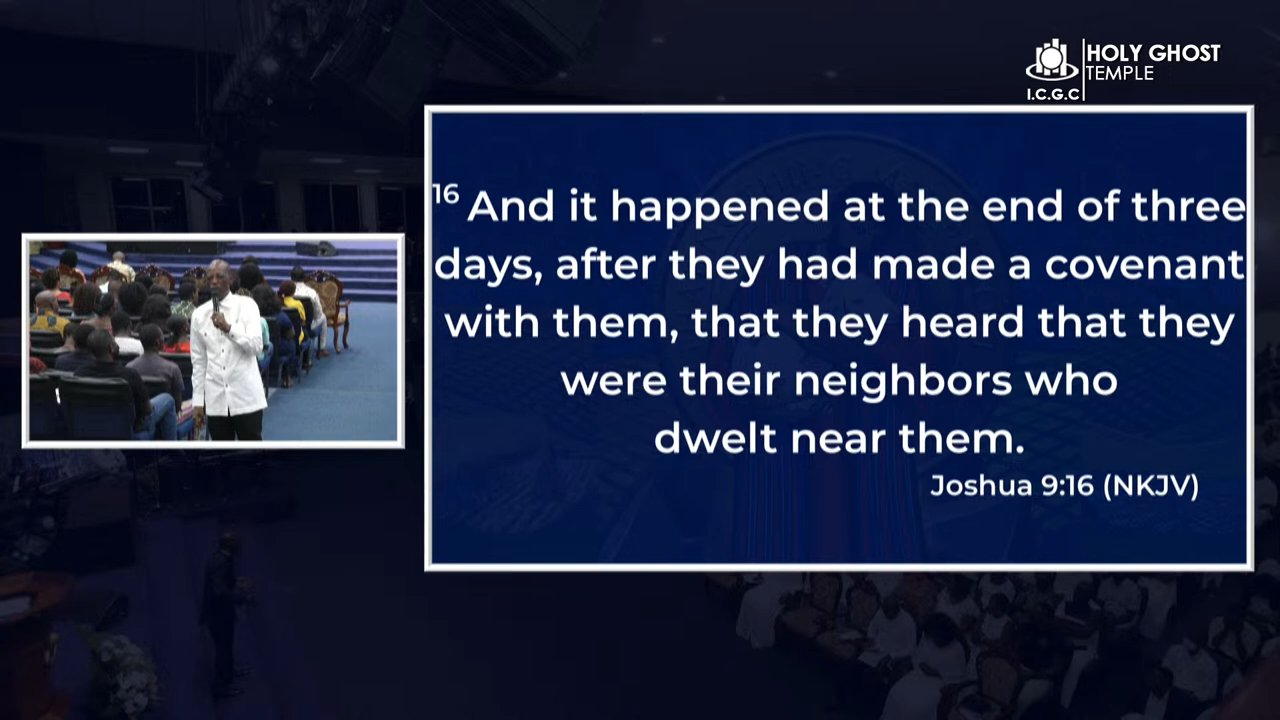 HOLY GHOST
TEMPLE
I.C.G.C
16 And it happened at the end of three
days, after they had made a covenant
with them, that they heard that they
were their neighbors who
dwelt near them.
Joshua 9:16 (NKJV)